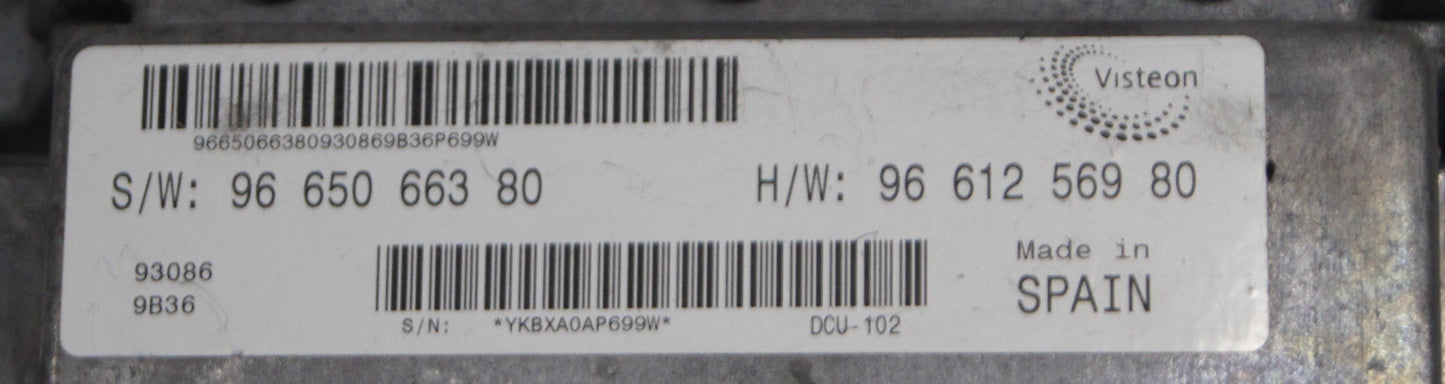 Visteon
9665066380930869B36P699W
S/W: 96 650 663 80 H/W: 96 612 569 80
93086
9B36
Made in
SPAIN
S/N: *YKBXA0AP699W* DCU-102